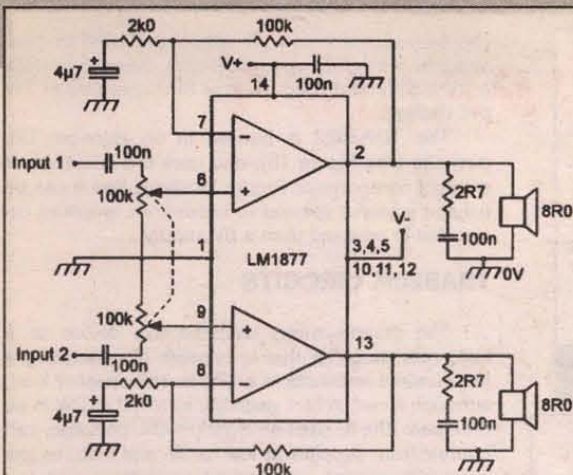 2k0
100k
V+
4µ7
100n
14
7
2
Input 1
100n
6
100k
2R7
8R0
V-
3,4,5
1
LM1877
10,11,12
100n
0V
100k
9
13
Input 2
100n
8
2R7
8R0
4µ7
2k0
100n
100k